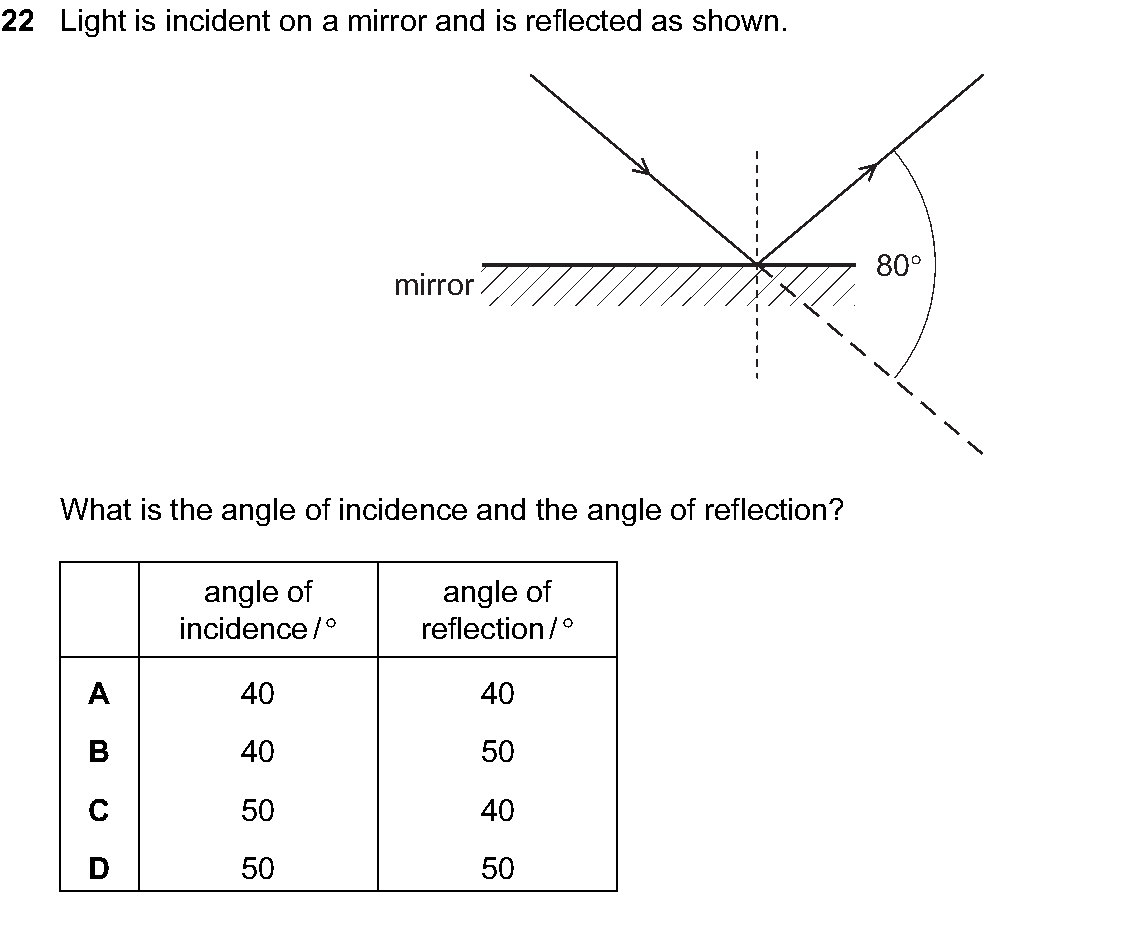 22 Light is incident on a mirror and is reflected as shown.
80°
mirror
What is the angle of incidence and the angle of reflection?
angle of incidence / ° angle of reflection / °
A 40 40
B 40 50
C 50 40
D 50 50